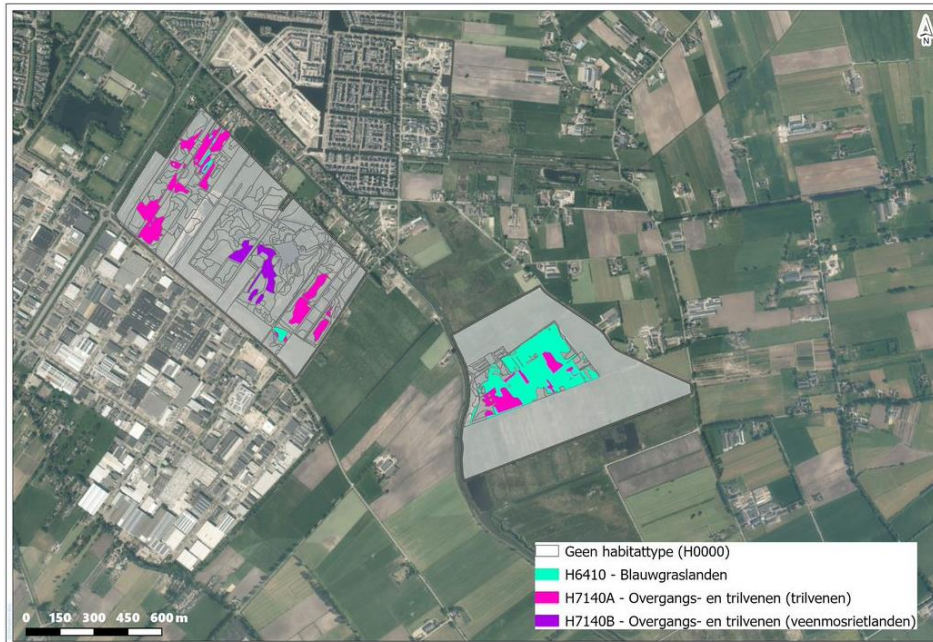 N
Geen habitattype (H0000)
H6410 - Blauwgraslanden
H7140A - Overgangs- en trilvenen (trilvenen)
H7140B - Overgangs- en trilvenen (veenmosrietlanden)
0 150 300 450 600 m